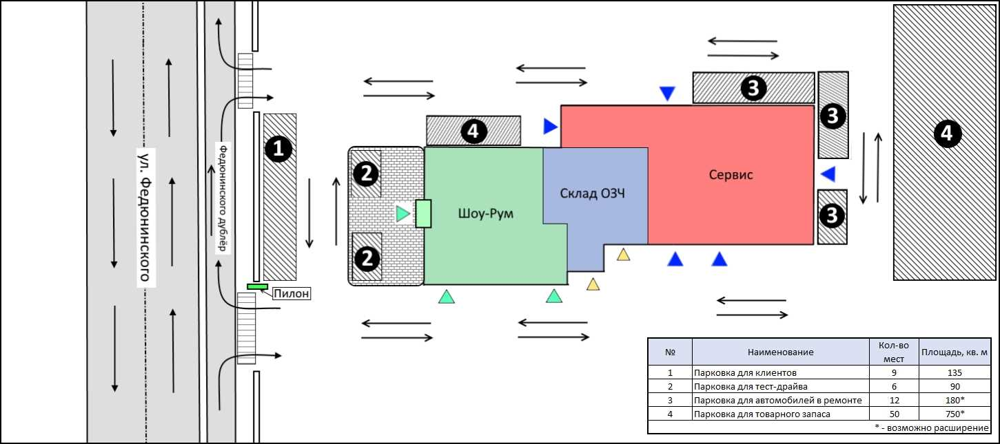 ул. Федюнинского
Федюнинского дублёр
1
Пилон
2
2
4
Шоу-Рум
Склад ОЗЧ
Сервис
3
3
3
4
№ Наименование Кол-во мест Площадь, кв. м
1 Парковка для клиентов 9 135
2 Парковка для тест-драйва 6 90
3 Парковка для автомобилей в ремонте 12 180*
4 Парковка для товарного запаса 50 750*
* - возможно расширение